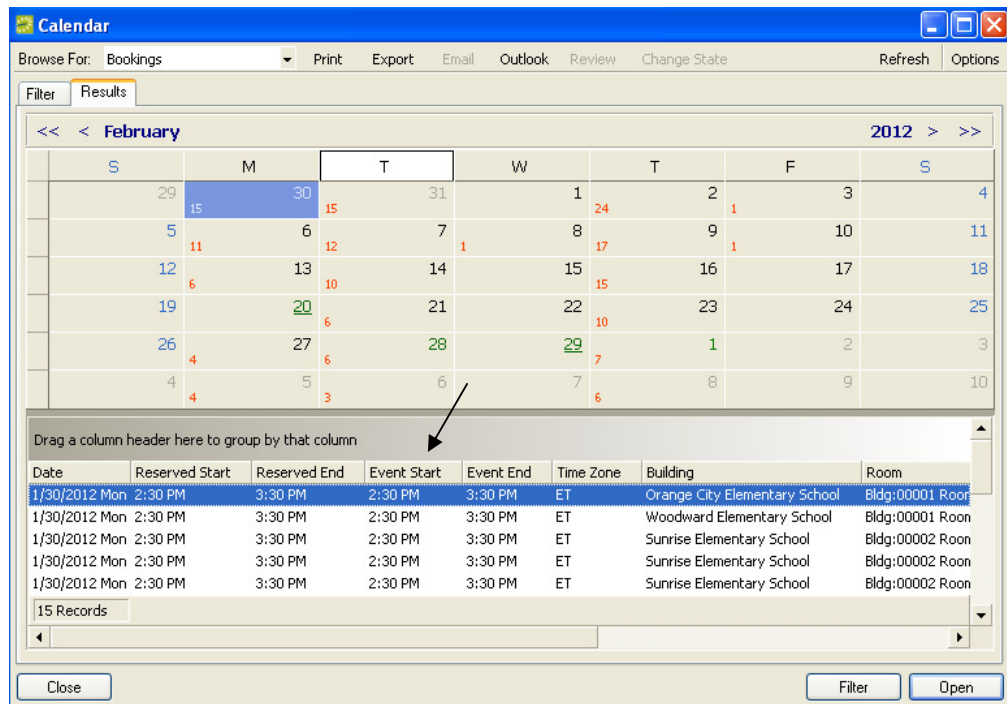 Calendar
Browse For: Bookings Print Export Email Outlook Review Change State Refresh Options
Filter Results
<< < February 2012 > >>
S M T W T F S
29 15 30 15 31 1 24 2 1 3 4
5 11 6 12 7 1 8 17 9 1 10 11
12 6 13 10 14 15 15 16 17 18
19 20 6 21 22 10 23 24 25
26 4 27 6 28 29 7 1 2 3
4 4 5 3 6 7 6 8 9 10
Drag a column header here to group by that column
Date Reserved Start Reserved End Event Start Event End Time Zone Building Room
1/30/2012 Mon 2:30 PM 3:30 PM 2:30 PM 3:30 PM ET Orange City Elementary School Bldg:00001 Roor
1/30/2012 Mon 2:30 PM 3:30 PM 2:30 PM 3:30 PM ET Woodward Elementary School Bldg:00001 Roon
1/30/2012 Mon 2:30 PM 3:30 PM 2:30 PM 3:30 PM ET Sunrise Elementary School Bldg:00002 Roon
1/30/2012 Mon 2:30 PM 3:30 PM 2:30 PM 3:30 PM ET Sunrise Elementary School Bldg:00002 Roon
1/30/2012 Mon 2:30 PM 3:30 PM 2:30 PM 3:30 PM ET Sunrise Elementary School Bldg:00002 Roon
15 Records
Close Filter Open